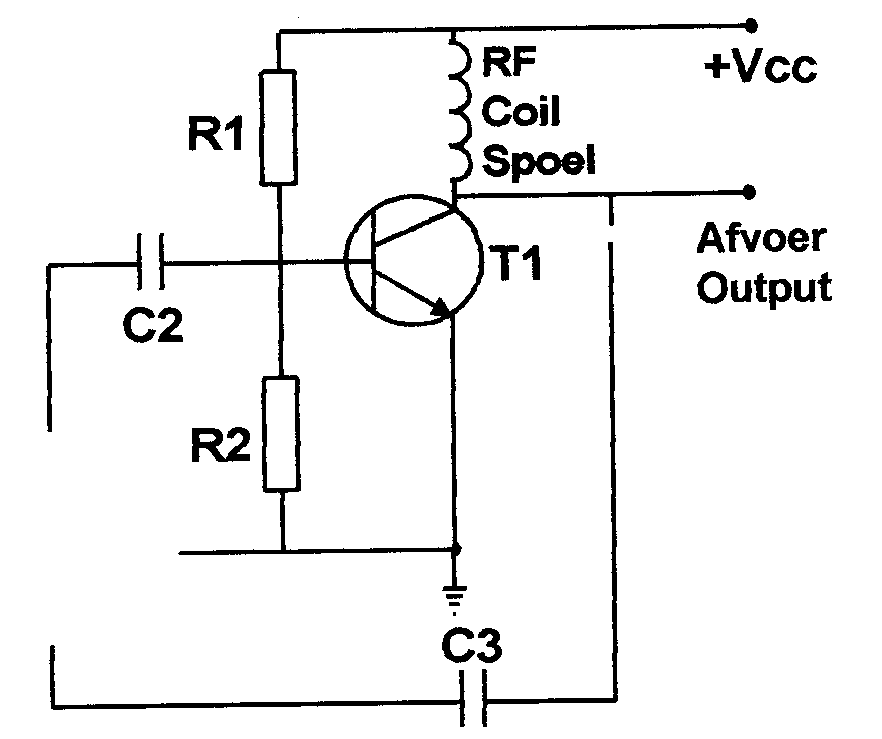 RF
Coil
Spoel
+Vcc
R1
T1
Afvoer
Output
C2
R2
C3